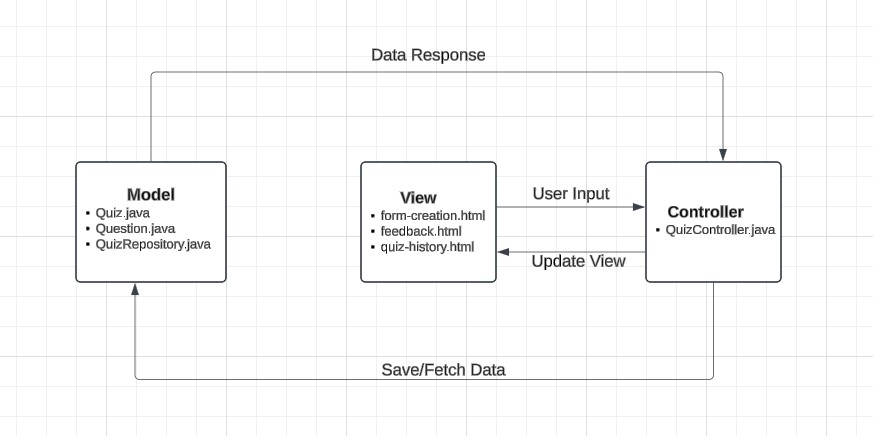 Data Response
Model
▪ Quiz.java
▪ Question.java
▪ QuizRepository.java
View
▪ form-creation.html
▪ feedback.html
▪ quiz-history.html
User Input
Update View
Controller
▪ QuizController.java
Save/Fetch Data